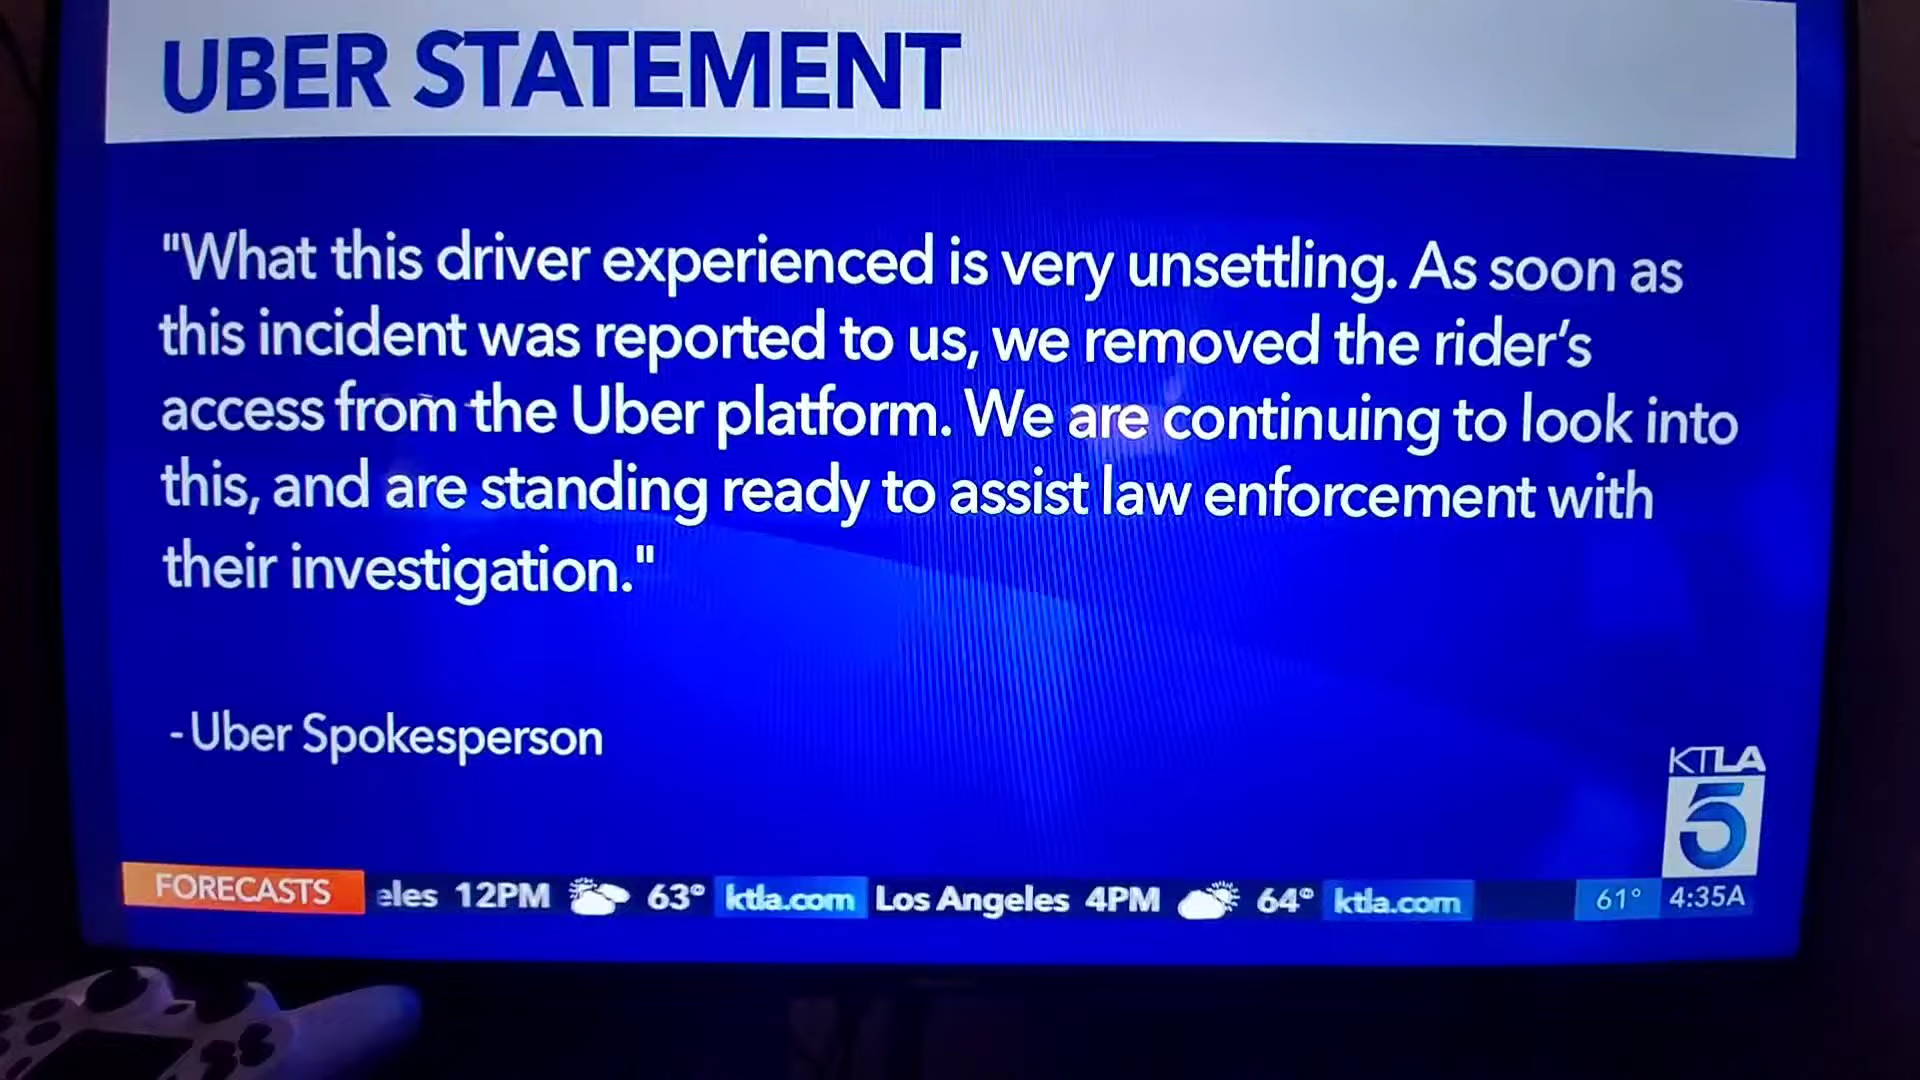 UBER STATEMENT
"What this driver experienced is very unsettling. As soon as
this incident was reported to us, we removed the rider’s
access from the Uber platform. We are continuing to look into
this, and are standing ready to assist law enforcement with
their investigation."
- Uber Spokesperson
KTLA
5
FORECASTS eles 12PM 63° ktla.com Los Angeles 4PM 64° ktla.com 61° 4:35A